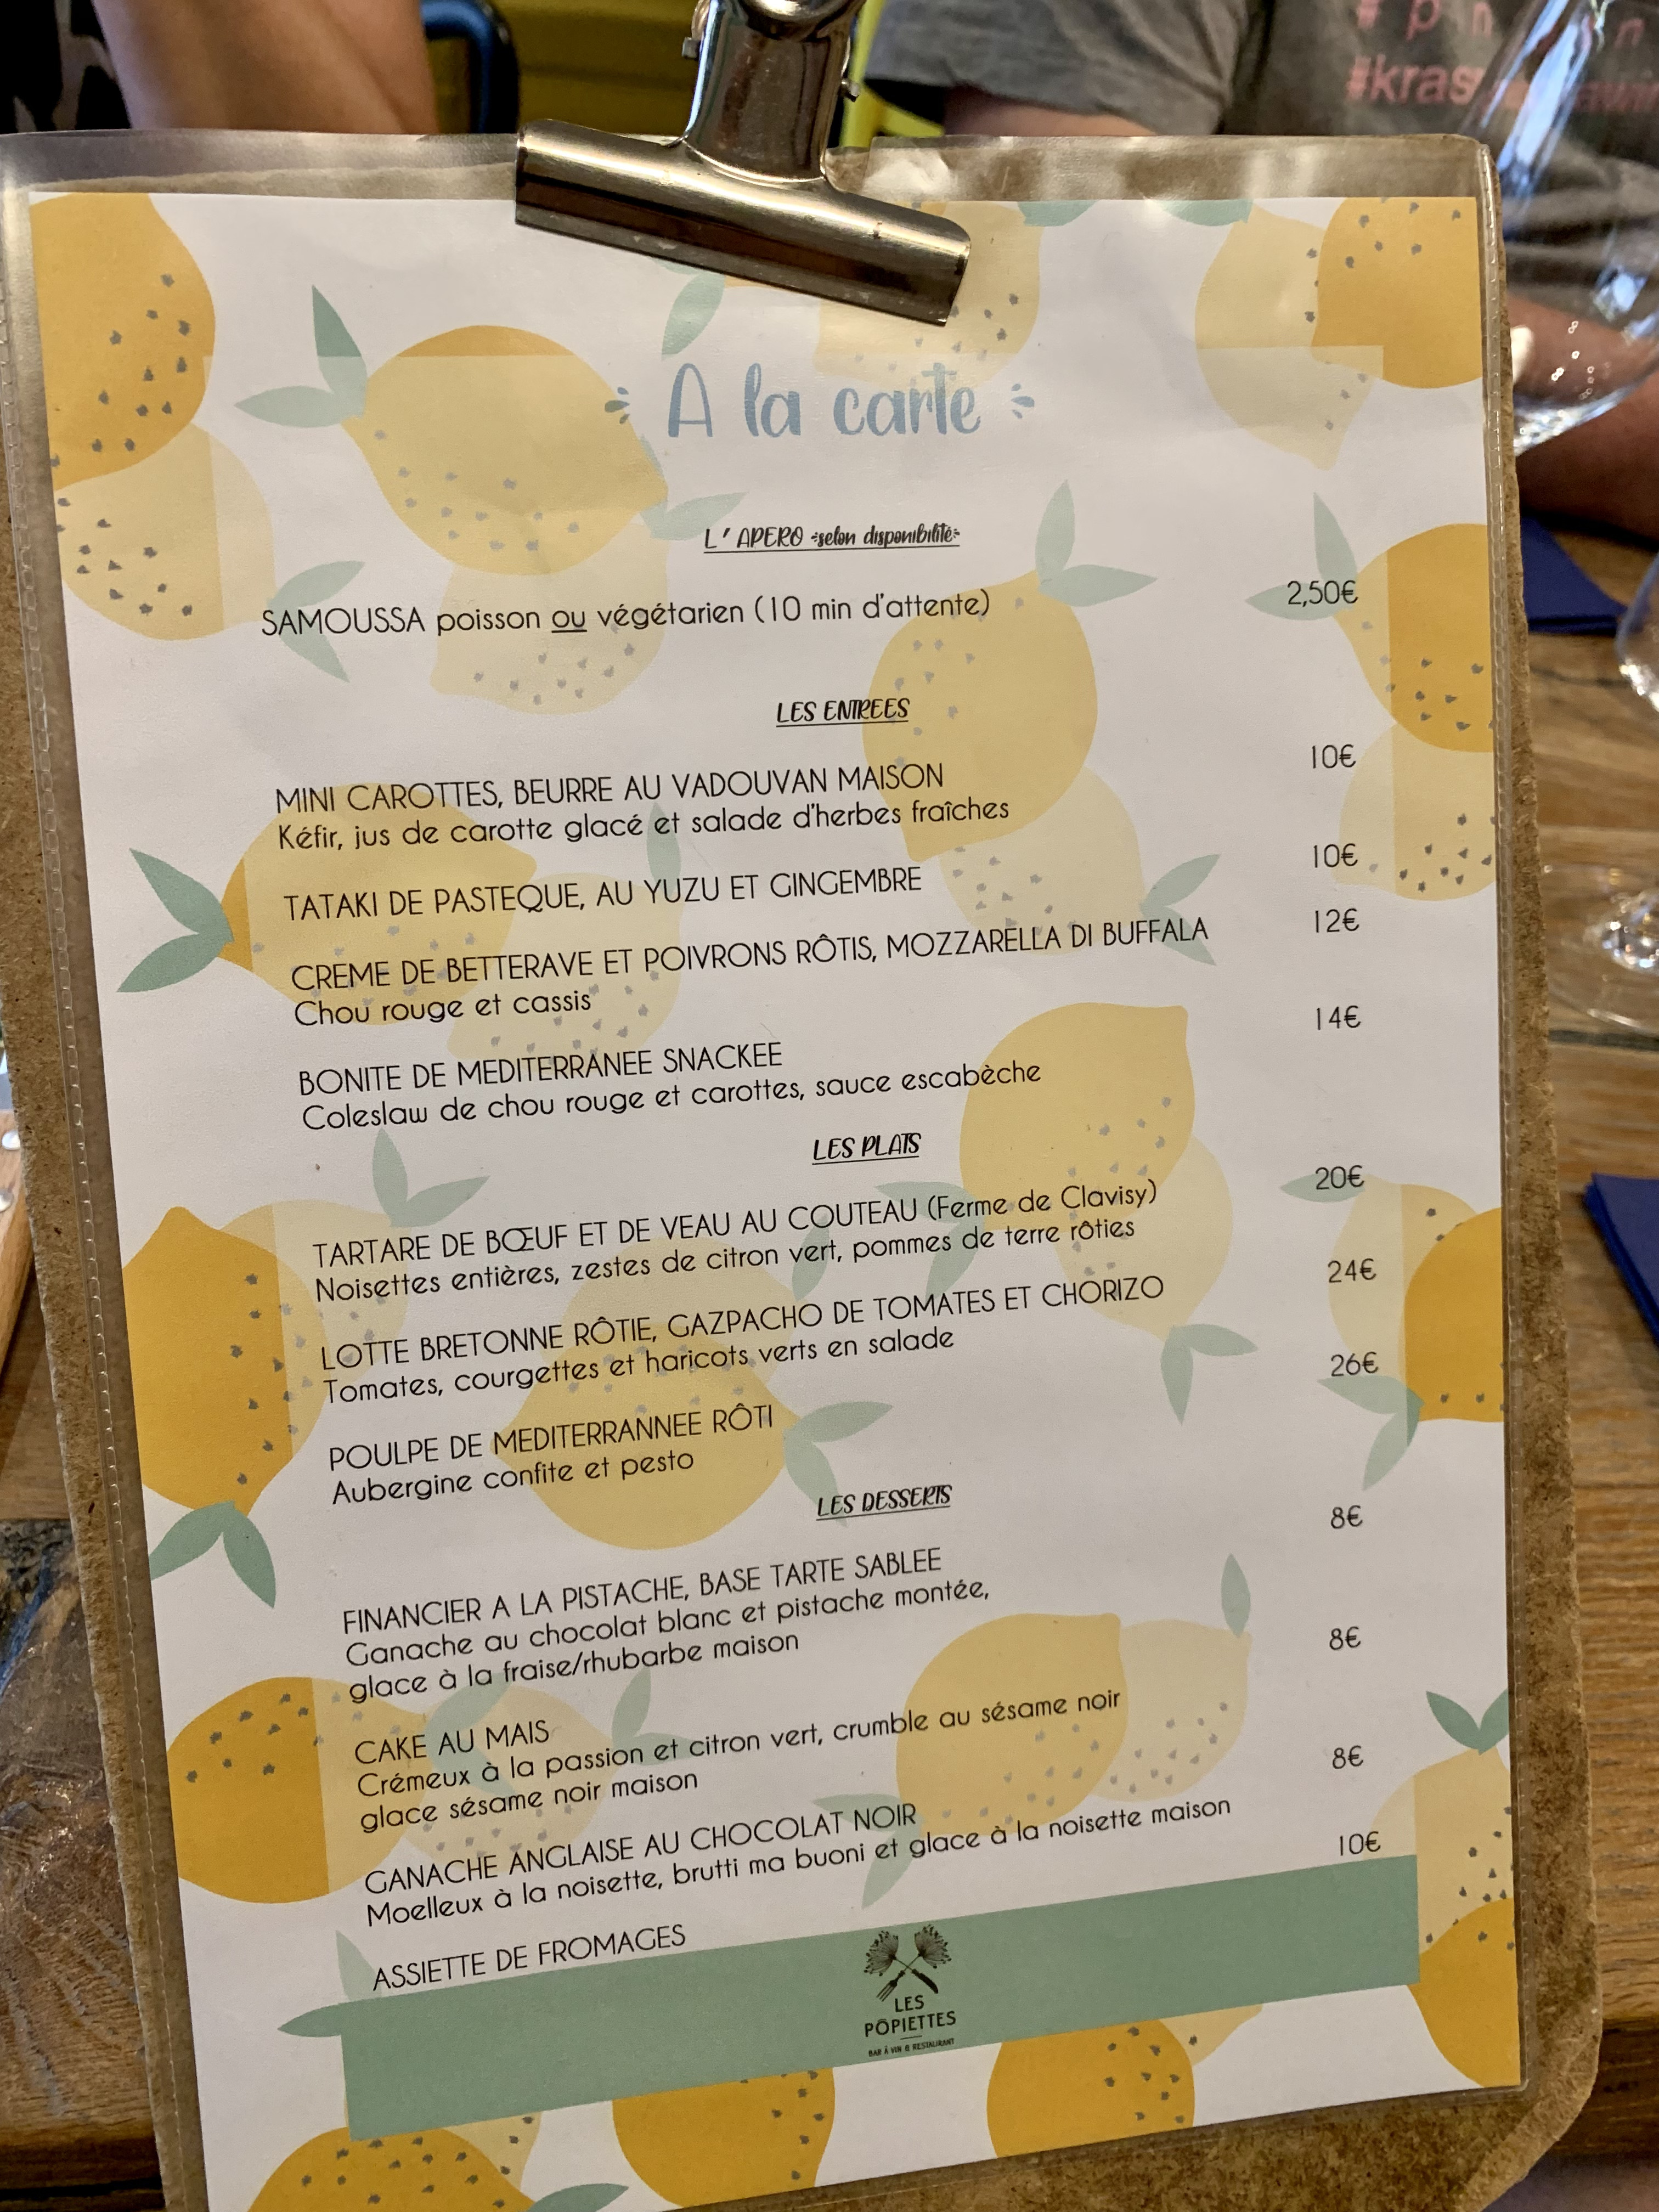 # p h n n
#kras
A la carte
L' APERO selon disponibilité
SAMOUSSA poisson ou végétarien (10 min d'attente) 2,50€
LES ENTREES
MINI CAROTTES, BEURRE AU VADOUVAN MAISON 10€
Kéfir, jus de carotte glacé et salade d'herbes fraîches
TATAKI DE PASTEQUE, AU YUZU ET GINGEMBRE 10€
CREME DE BETTERAVE ET POIVRONS RÔTIS, MOZZARELLA DI BUFFALA 12€
Chou rouge et cassis
BONITE DE MEDITERRANEE SNACKEE 14€
Coleslaw de chou rouge et carottes, sauce escabèche
LES PLATS
TARTARE DE BŒUF ET DE VEAU AU COUTEAU (Ferme de Clavisy) 20€
Noisettes entières, zestes de citron vert, pommes de terre rôties
LOTTE BRETONNE RÔTIE, GAZPACHO DE TOMATES ET CHORIZO 24€
Tomates, courgettes et haricots verts en salade
POULPE DE MEDITERRANNEE RÔTI 26€
Aubergine confite et pesto
LES DESSERTS
FINANCIER A LA PISTACHE, BASE TARTE SABLEE 8€
Ganache au chocolat blanc et pistache montée,
glace à la fraise/rhubarbe maison
CAKE AU MAIS 8€
Crémeux à la passion et citron vert, crumble au sésame noir
glace sésame noir maison
GANACHE ANGLAISE AU CHOCOLAT NOIR 8€
Moelleux à la noisette, brutti ma buoni et glace à la noisette maison
ASSIETTE DE FROMAGES 10€
LES
POPIETTES
BAR À VIN & RESTAURANT